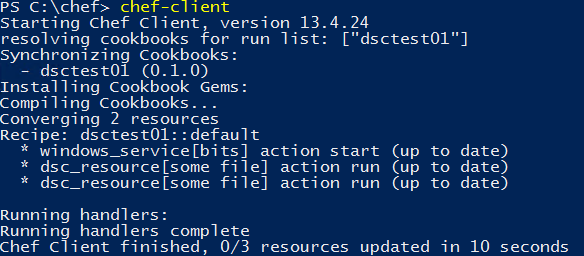 PS C:\chef> chef-client
Starting Chef Client, version 13.4.24
resolving cookbooks for run list: ["dsctest01"]
Synchronizing Cookbooks:
  - dsctest01 (0.1.0)
Installing Cookbook Gems:
Compiling Cookbooks...
Converging 2 resources
Recipe: dsctest01::default
  * windows_service[bits] action start (up to date)
  * dsc_resource[some file] action run (up to date)
  * dsc_resource[some file] action run (up to date)

Running handlers:
Running handlers complete
Chef Client finished, 0/3 resources updated in 10 seconds